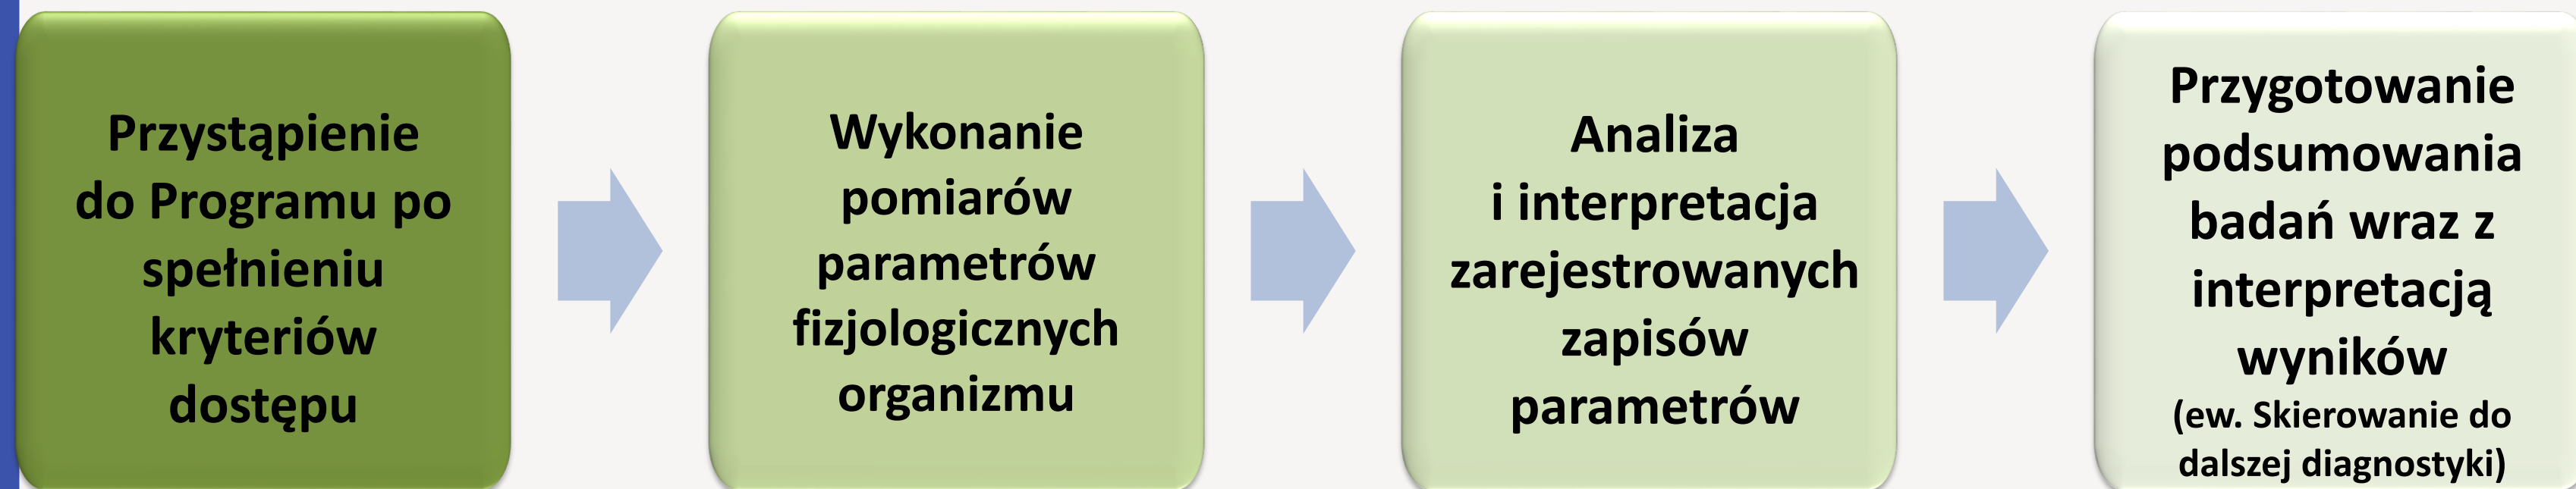 Przystąpienie
do Programu po
spełnieniu
kryteriów
dostępu
Wykonanie
pomiarów
parametrów
fizjologicznych
organizmu
Analiza
i interpretacja
zarejestrowanych
zapisów
parametrów
Przygotowanie
podsumowania
badań wraz z
interpretacją
wyników
(ew. Skierowanie do
dalszej diagnostyki)